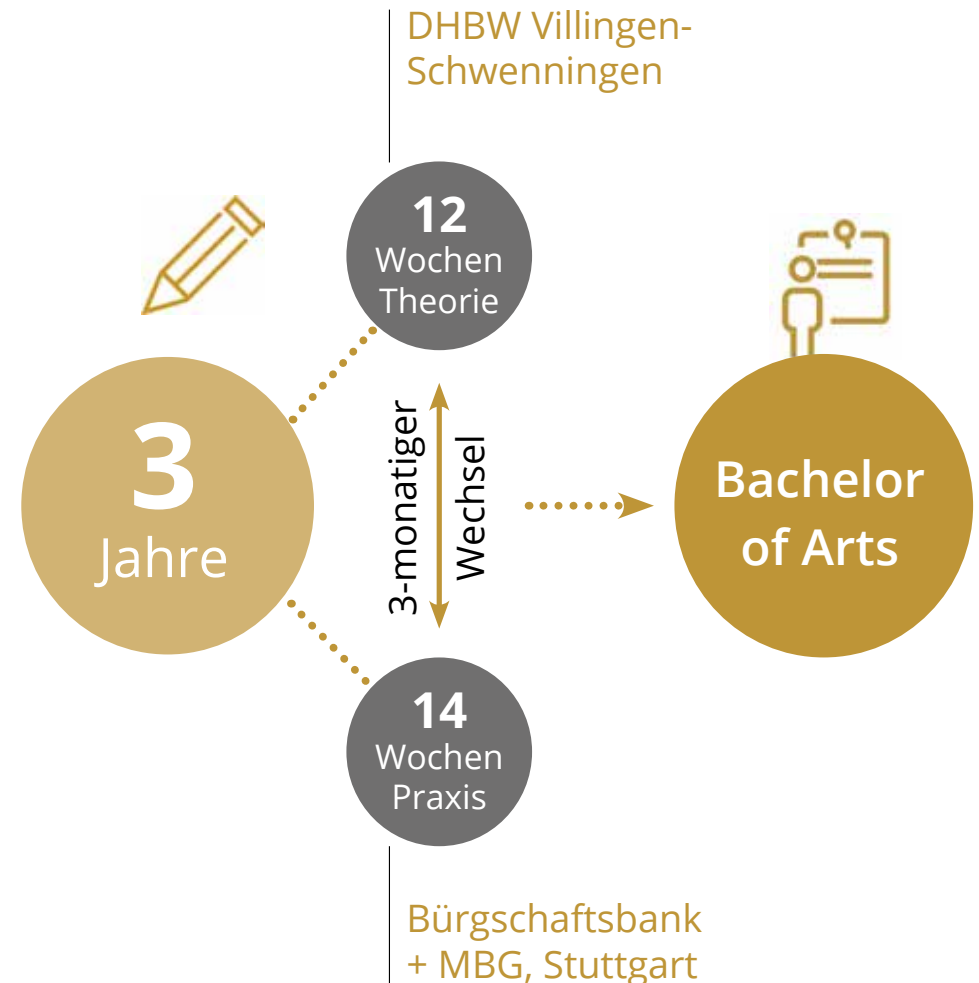 DHBW Villingen-
Schwenningen
12
Wochen
Theorie
3
Jahre
3-monatiger
Wechsel
Bachelor
of Arts
14
Wochen
Praxis
Bürgschaftsbank
+ MBG, Stuttgart